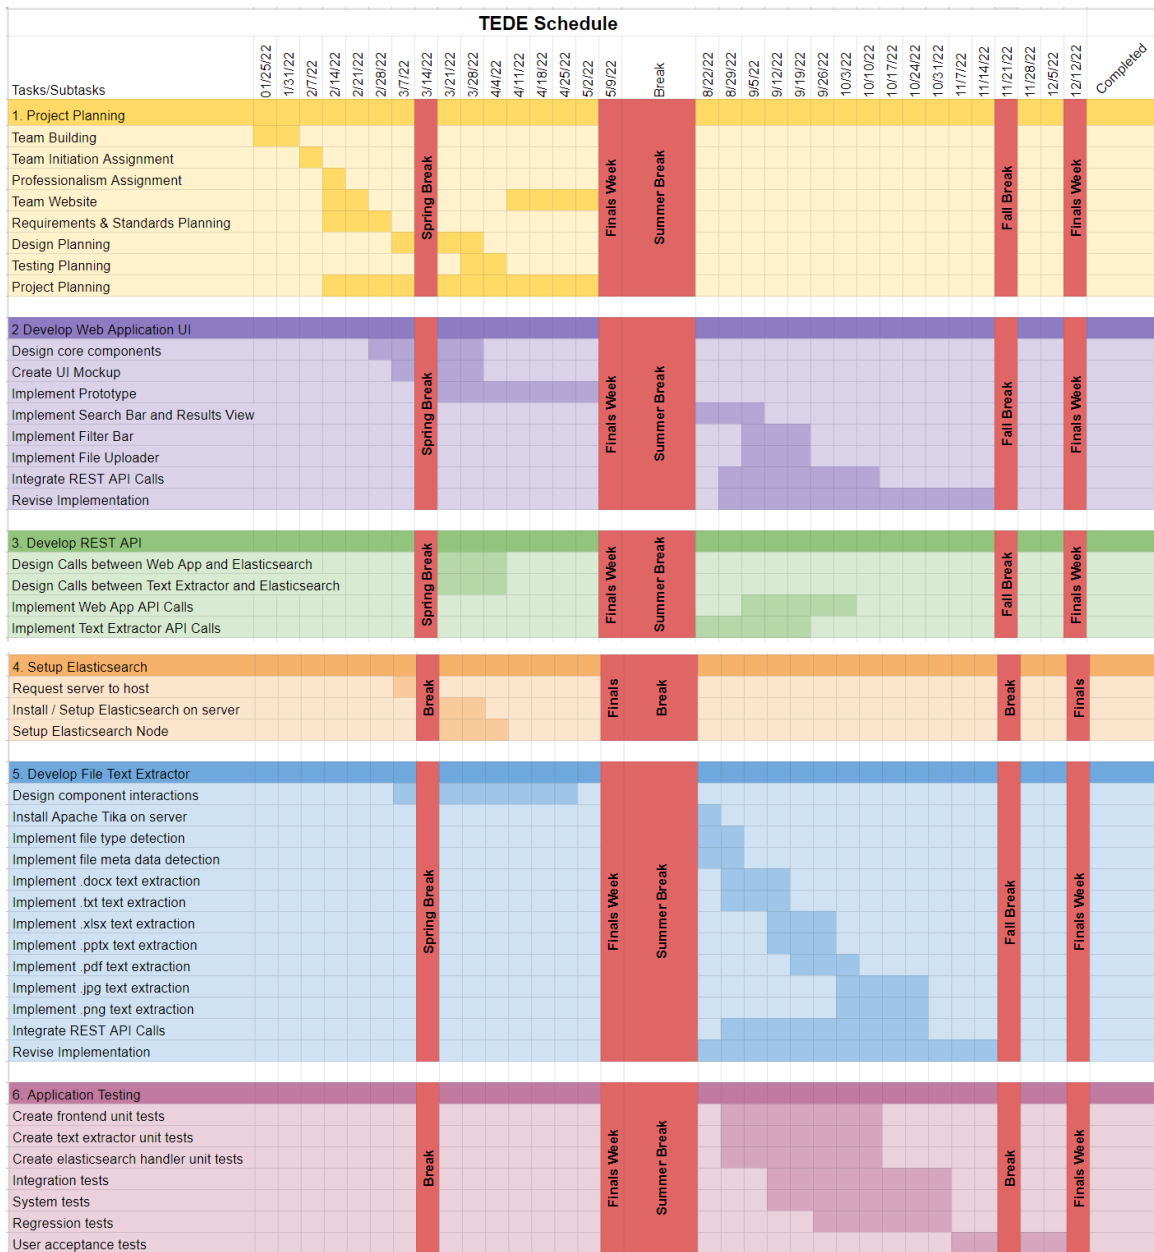 TEDE Schedule
Tasks/Subtasks
01/25/22
1/31/22
2/7/22
2/14/22
2/21/22
2/28/22
3/7/22
3/14/22
3/21/22
3/28/22
4/4/22
4/11/22
4/18/22
4/25/22
5/2/22
5/9/22
Break
8/22/22
8/29/22
9/5/22
9/12/22
9/19/22
9/26/22
10/3/22
10/10/22
10/17/22
10/24/22
10/31/22
11/7/22
11/14/22
11/21/22
11/28/22
12/5/22
12/12/22
Completed
1. Project Planning
Team Building
Team Initiation Assignment
Professionalism Assignment
Team Website
Requirements & Standards Planning
Design Planning
Testing Planning
Project Planning
Spring Break
Finals Week
Summer Break
Fall Break
Finals Week
2 Develop Web Application UI
Design core components
Create UI Mockup
Implement Prototype
Implement Search Bar and Results View
Implement Filter Bar
Implement File Uploader
Integrate REST API Calls
Revise Implementation
Spring Break
Finals Week
Summer Break
Fall Break
Finals Week
3. Develop REST API
Design Calls between Web App and Elasticsearch
Design Calls between Text Extractor and Elasticsearch
Implement Web App API Calls
Implement Text Extractor API Calls
Spring Break
Finals Week
Summer Break
Fall Break
Finals Week
4. Setup Elasticsearch
Request server to host
Install / Setup Elasticsearch on server
Setup Elasticsearch Node
Break
Finals
Break
Break
Finals
5. Develop File Text Extractor
Design component interactions
Install Apache Tika on server
Implement file type detection
Implement file meta data detection
Implement .docx text extraction
Implement .txt text extraction
Implement .xlsx text extraction
Implement .pptx text extraction
Implement .pdf text extraction
Implement .jpg text extraction
Implement .png text extraction
Integrate REST API Calls
Revise Implementation
Spring Break
Finals Week
Summer Break
Fall Break
Finals Week
6. Application Testing
Create frontend unit tests
Create text extractor unit tests
Create elasticsearch handler unit tests
Integration tests
System tests
Regression tests
User acceptance tests
Break
Finals Week
Summer Break
Break
Finals Week